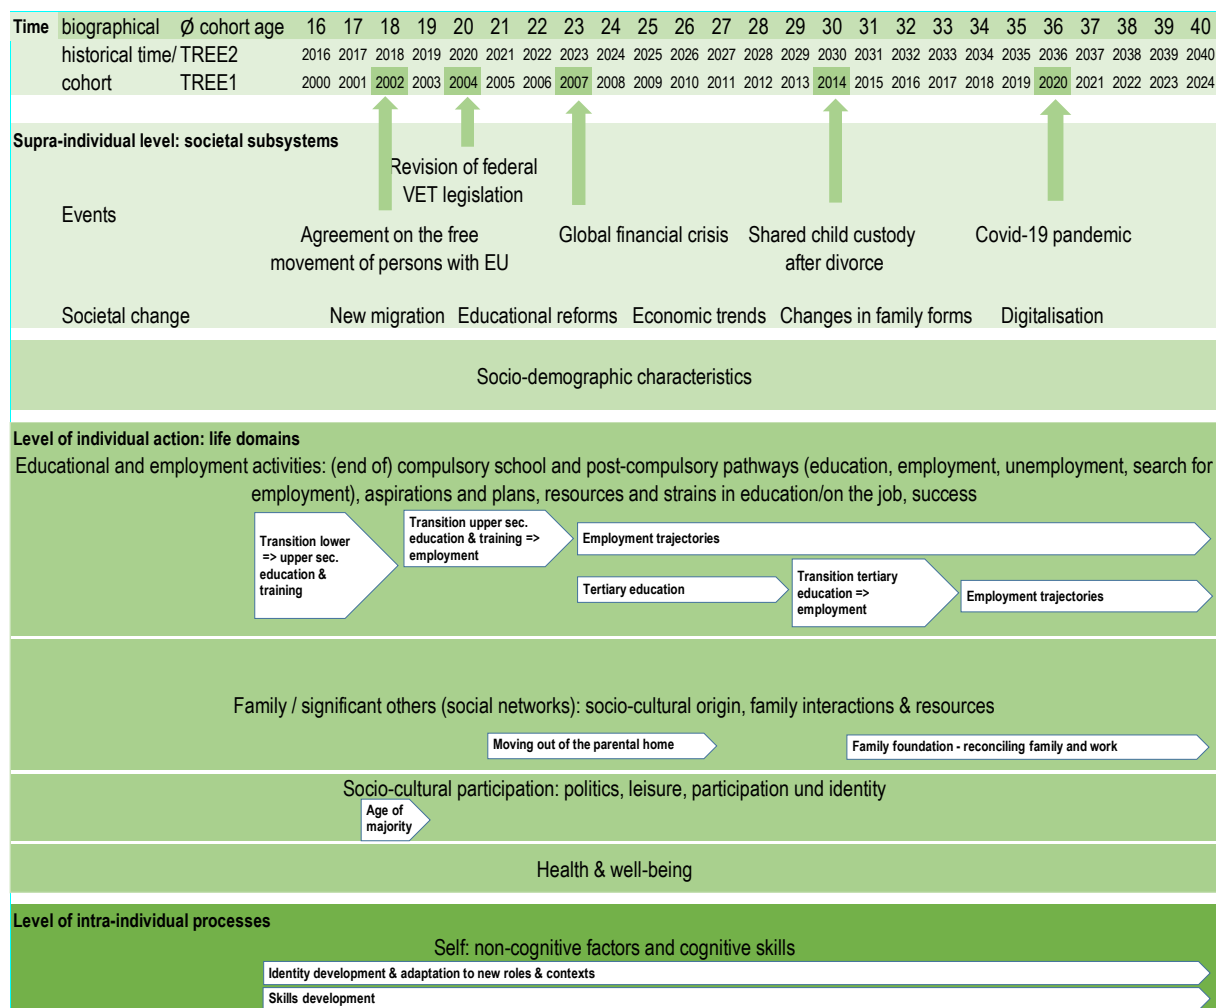 Time biographical Ø cohort age 16 17 18 19 20 21 22 23 24 25 26 27 28 29 30 31 32 33 34 35 36 37 38 39 40
historical time/ TREE2 2016 2017 2018 2019 2020 2021 2022 2023 2024 2025 2026 2027 2028 2029 2030 2031 2032 2033 2034 2035 2036 2037 2038 2039 2040
cohort TREE1 2000 2001 2002 2003 2004 2005 2006 2007 2008 2009 2010 2011 2012 2013 2014 2015 2016 2017 2018 2019 2020 2021 2022 2023 2024
Supra-individual level: societal subsystems
Revision of federal
VET legislation
Events
Agreement on the free
movement of persons with EU
Global financial crisis
Shared child custody
after divorce
Covid-19 pandemic
Societal change New migration Educational reforms Economic trends Changes in family forms Digitalisation
Socio-demographic characteristics
Level of individual action: life domains
Educational and employment activities: (end of) compulsory school and post-compulsory pathways (education, employment, unemployment, search for
employment), aspirations and plans, resources and strains in education/on the job, success
Transition lower
=> upper sec.
education &
training
Transition upper sec.
education & training =>
employment
Employment trajectories
Tertiary education
Transition tertiary
education =>
employment
Employment trajectories
Family / significant others (social networks): socio-cultural origin, family interactions & resources
Moving out of the parental home
Family foundation - reconciling family and work
Socio-cultural participation: politics, leisure, participation und identity
Age of
majority
Health & well-being
Level of intra-individual processes
Self: non-cognitive factors and cognitive skills
Identity development & adaptation to new roles & contexts
Skills development